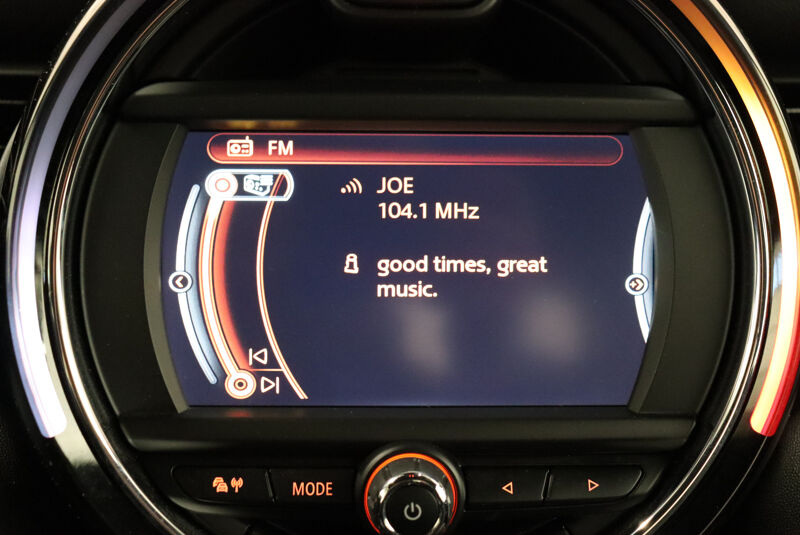 FM
JOE
104.1 MHz
good times, great
music.
MODE